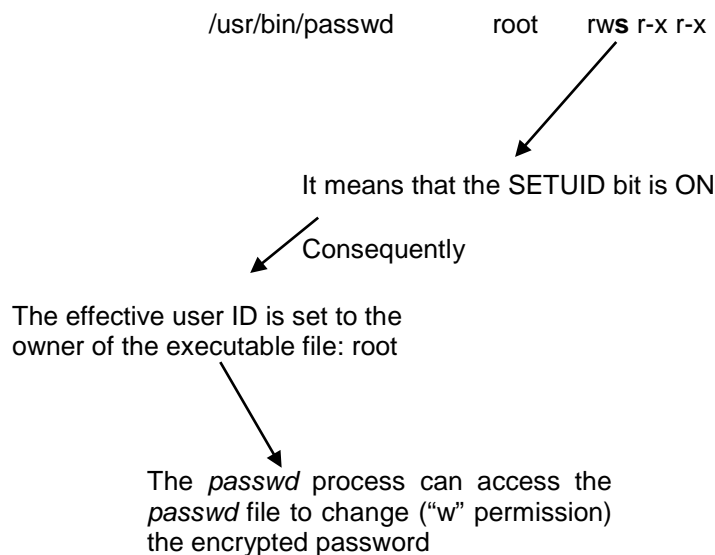 /usr/bin/passwd root rws r-x r-x
It means that the SETUID bit is ON
Consequently
The effective user ID is set to the
owner of the executable file: root
The passwd process can access the
passwd file to change (“w” permission)
the encrypted password